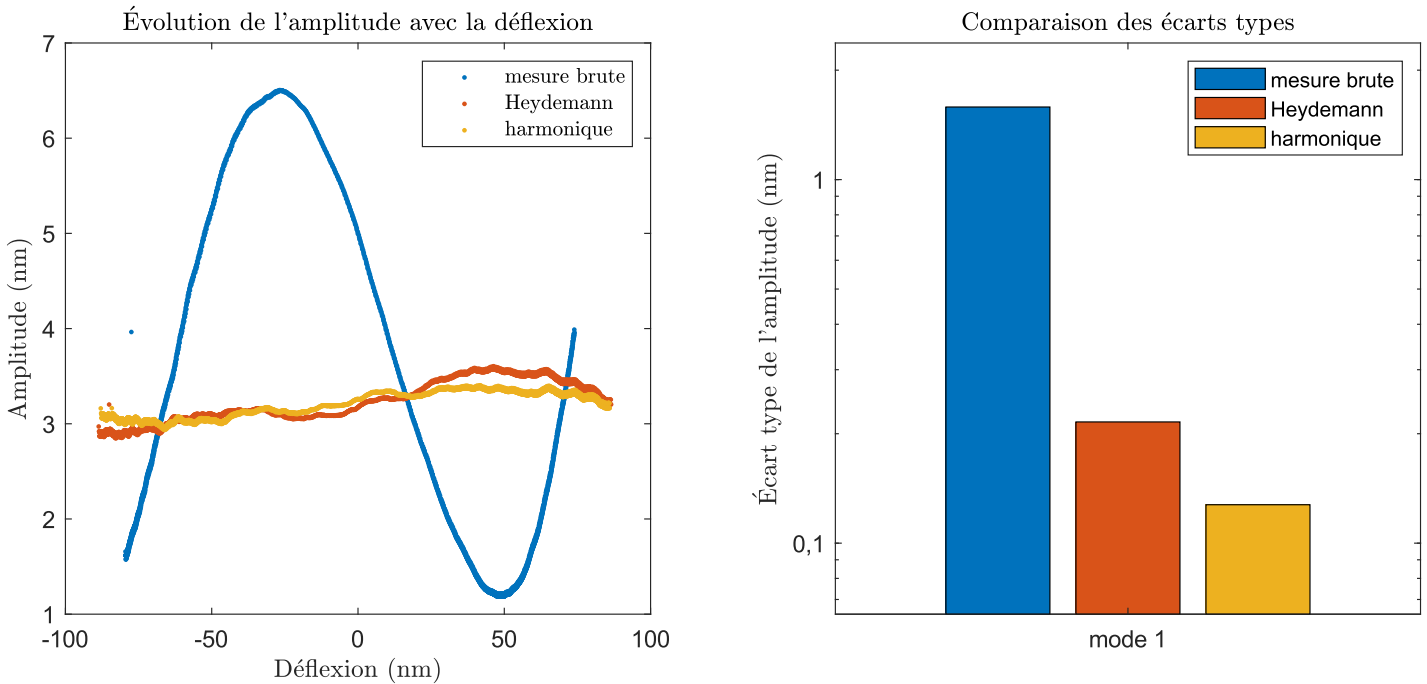 Évolution de l'amplitude avec la déflexion
7
6
5
4
3
2
1
-100
-50
0
50
100
Amplitude (nm)
Déflexion (nm)
mesure brute
Heydemann
harmonique
Comparaison des écarts types
1
0,1
Écart type de l'amplitude (nm)
mode 1
mesure brute
Heydemann
harmonique